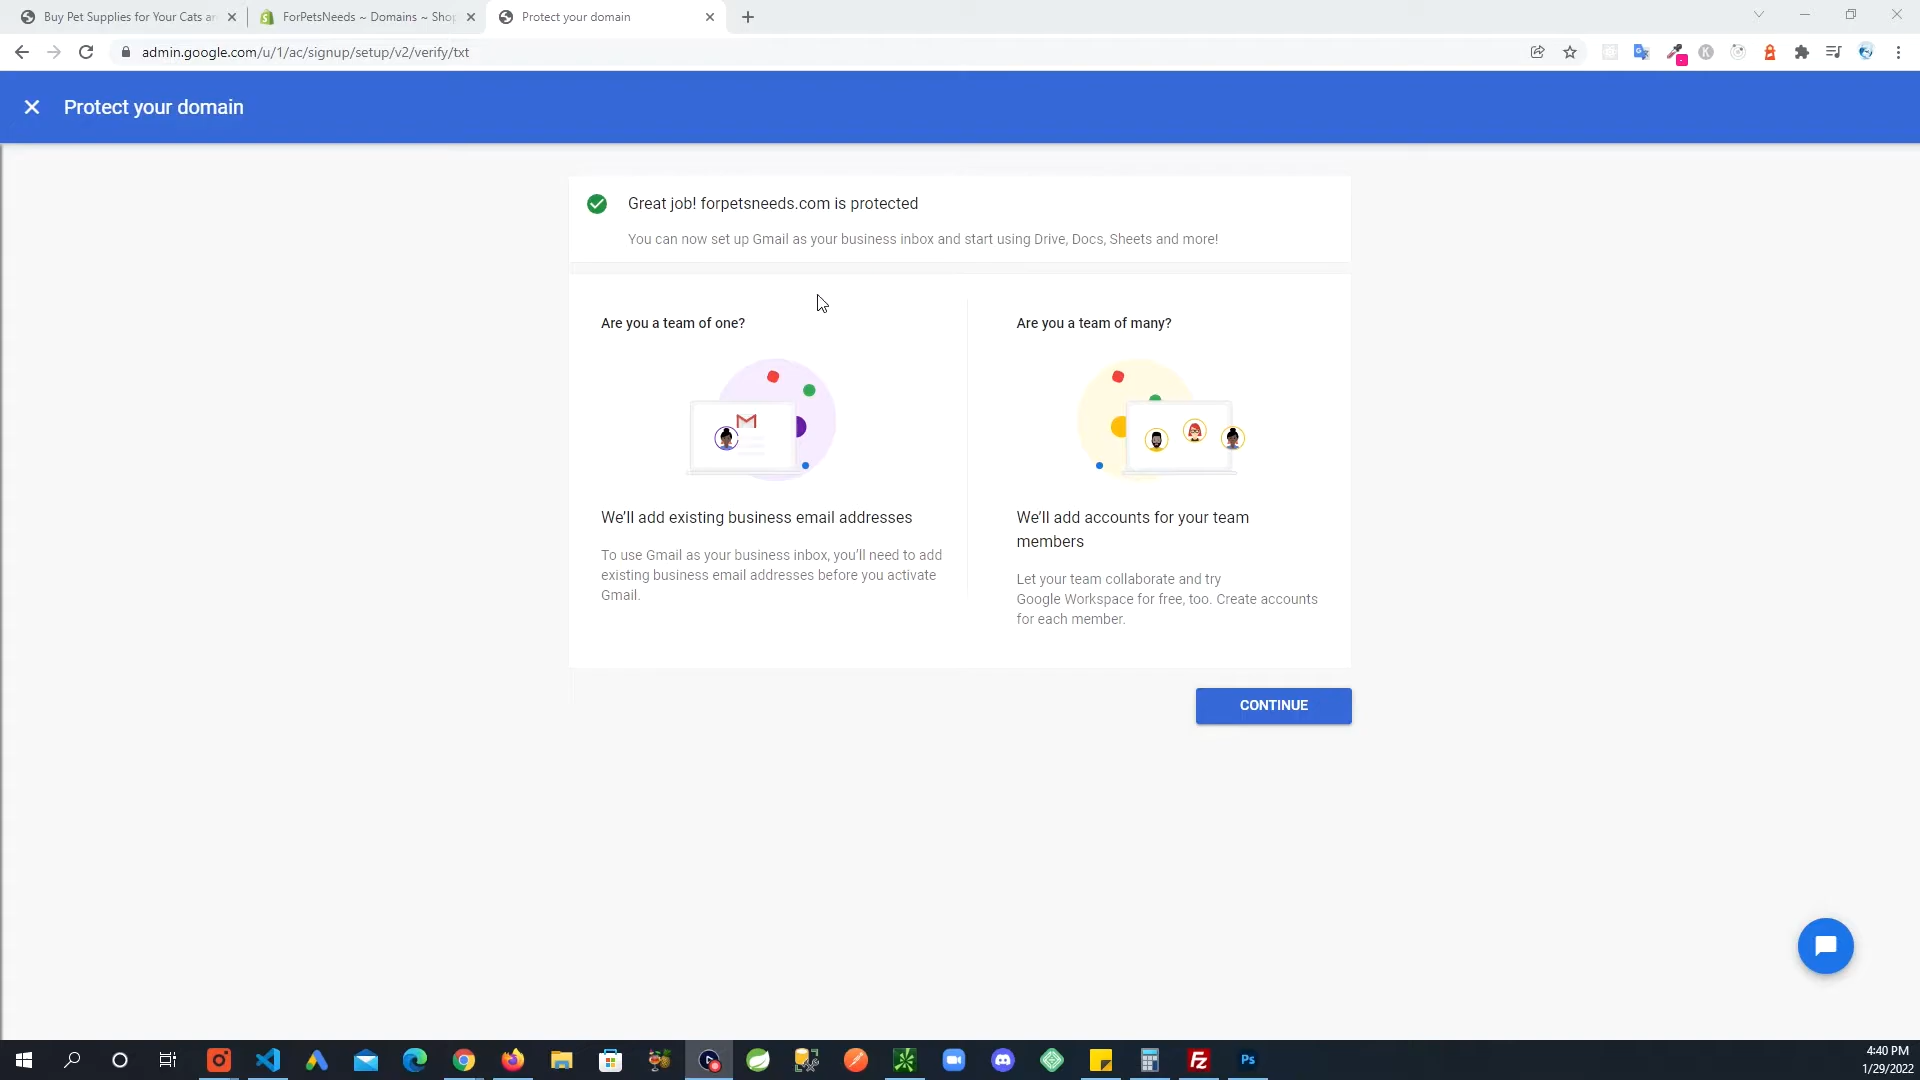 Buy Pet Supplies for Your Cats an
ForPetsNeeds ~ Domains ~ Shop
Protect your domain
admin.google.com/u/1/ac/signup/setup/v2/verify/txt
Protect your domain
Great job! forpetsneeds.com is protected
You can now set up Gmail as your business inbox and start using Drive, Docs, Sheets and more!
Are you a team of one?
We'll add existing business email addresses
To use Gmail as your business inbox, you'll need to add
existing business email addresses before you activate
Gmail.
Are you a team of many?
We'll add accounts for your team
members
Let your team collaborate and try
Google Workspace for free, too. Create accounts
for each member.
CONTINUE
4:40 PM
1/29/2022